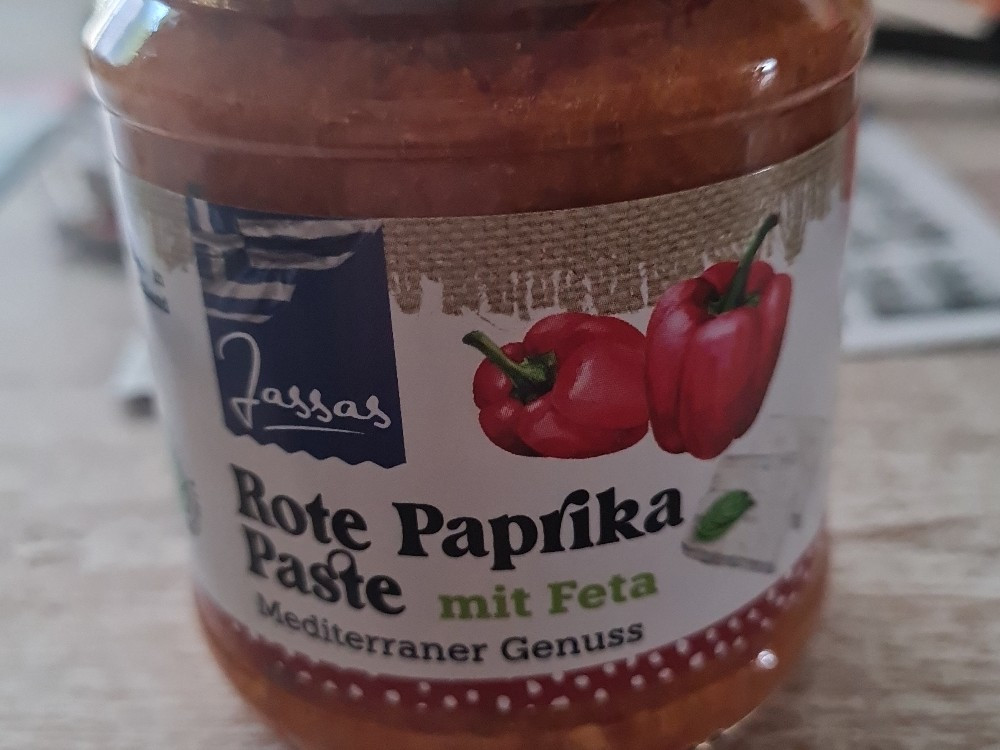 Jassas
Rote Paprika
Paste mit Feta
Mediterraner Genuss